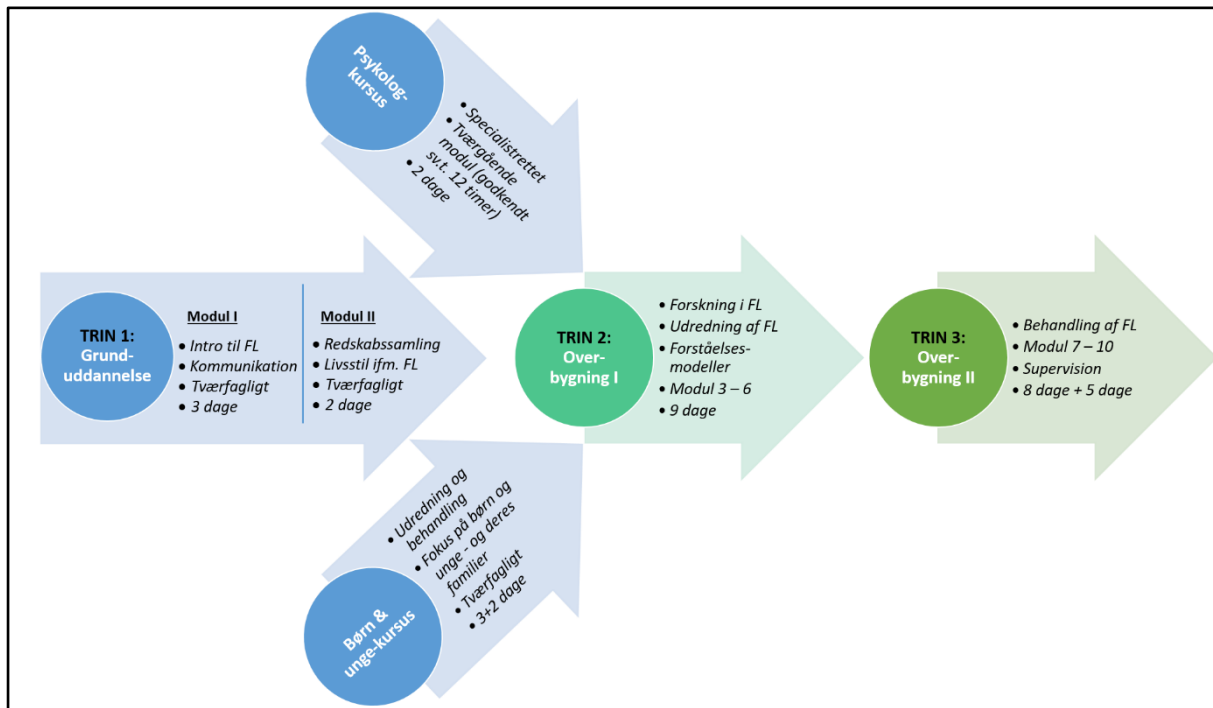 Psykolog-
kursus
• Specialistrettet
• Tværgående
modul (godkendt
sv.t. 12 timer)
• 2 dage
TRIN 1:
Grund-
uddannelse
Modul I
• Intro til FL
• Kommunikation
• Tværfagligt
• 3 dage
Modul II
• Redskabssamling
• Livsstil ifm. FL
• Tværfagligt
• 2 dage
TRIN 2:
Over-
bygning I
• Forskning i FL
• Udredning af FL
• Forståelses-
modeller
• Modul 3 – 6
• 9 dage
TRIN 3:
Over-
bygning II
• Behandling af FL
• Modul 7 – 10
• Supervision
• 8 dage + 5 dage
Børn &
unge-kursus
• Udredning og
behandling
• Fokus på børn og
unge - og deres
familier
• Tværfagligt
• 3+2 dage